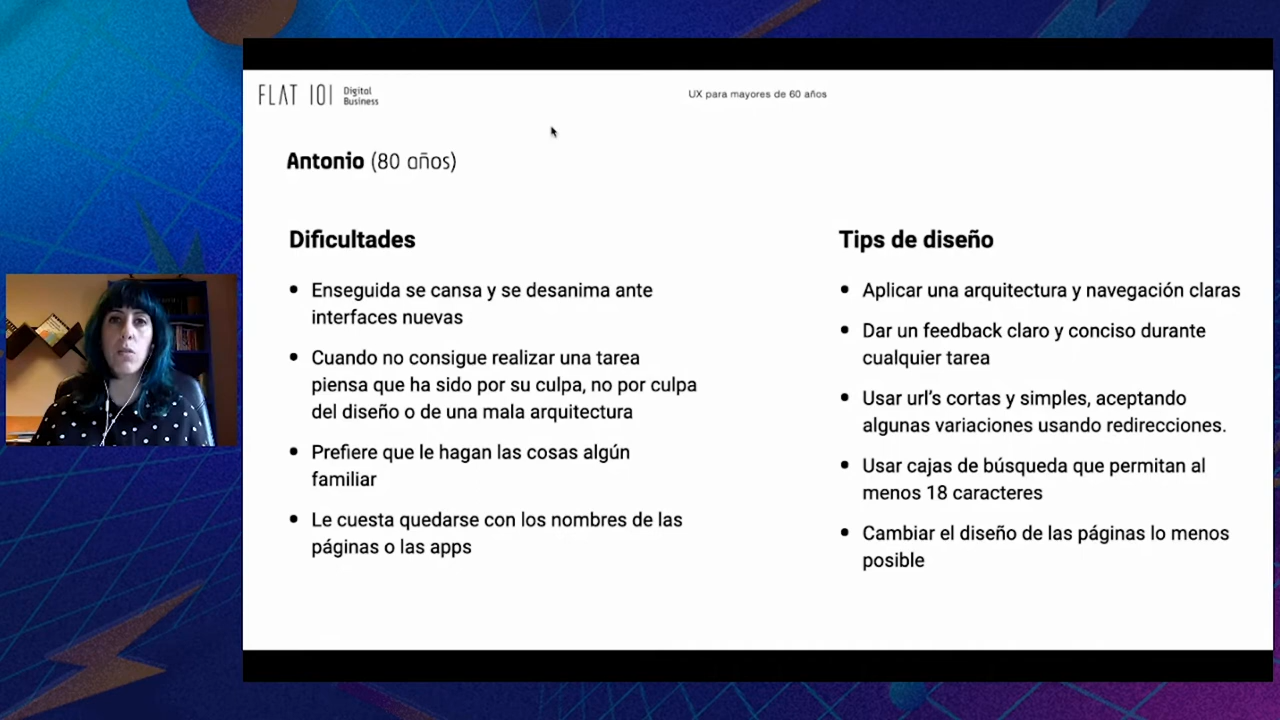 FLAT 101 Digital Business
UX para mayores de 60 años
Antonio (80 años)
Dificultades
• Enseguida se cansa y se desanima ante
interfaces nuevas
• Cuando no consigue realizar una tarea
piensa que ha sido por su culpa, no por culpa
del diseño o de una mala arquitectura
• Prefiere que le hagan las cosas algún
familiar
• Le cuesta quedarse con los nombres de las
páginas o las apps
Tips de diseño
• Aplicar una arquitectura y navegación claras
• Dar un feedback claro y conciso durante
cualquier tarea
• Usar url's cortas y simples, aceptando
algunas variaciones usando redirecciones.
• Usar cajas de búsqueda que permitan al
menos 18 caracteres
• Cambiar el diseño de las páginas lo menos
posible